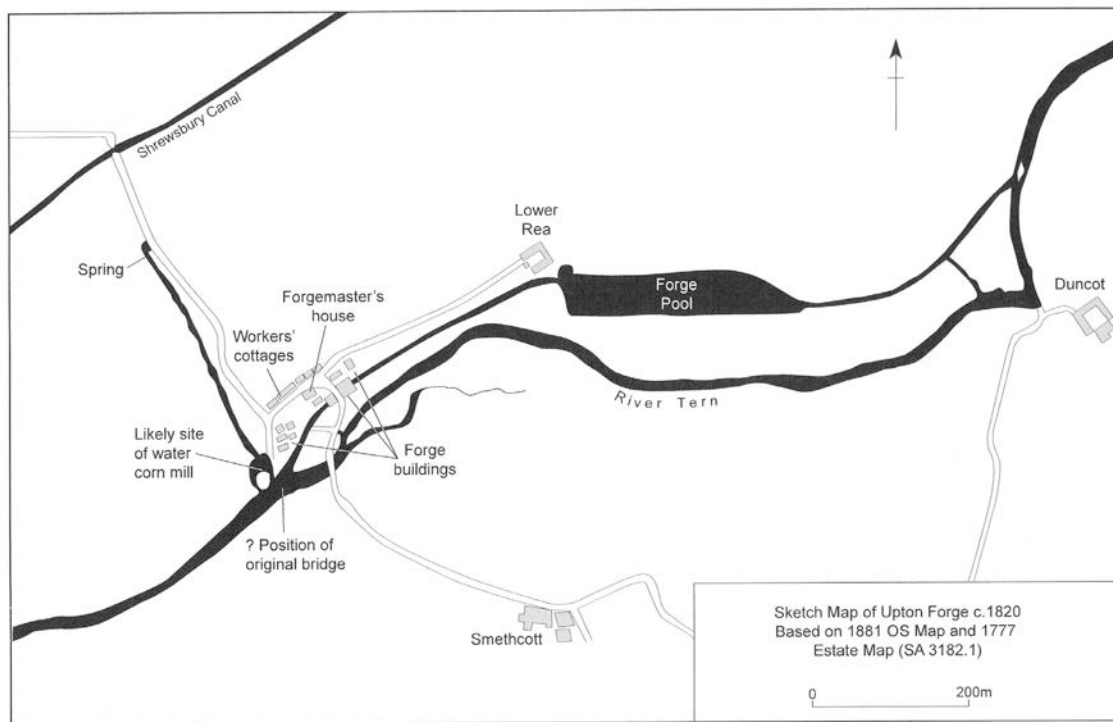 Shrewsbury Canal
Lower
Rea
Spring
Forge
Pool
Duncot
Forgemaster's
house
Workers'
cottages
River Tern
Likely site
of water
corn mill
Forge
buildings
? Position of
original bridge
Smethcott
Sketch Map of Upton Forge c.1820
Based on 1881 OS Map and 1777
Estate Map (SA 3182.1)
0 200m